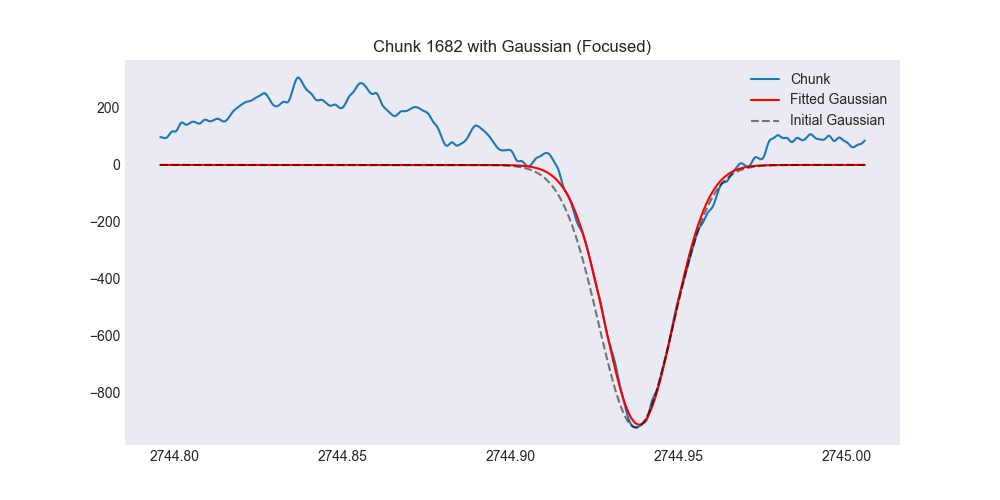 Chunk 1682 with Gaussian (Focused)
Chunk
Fitted Gaussian
Initial Gaussian
200
0
−200
−400
−600
−800
2744.80 2744.85 2744.90 2744.95 2745.00